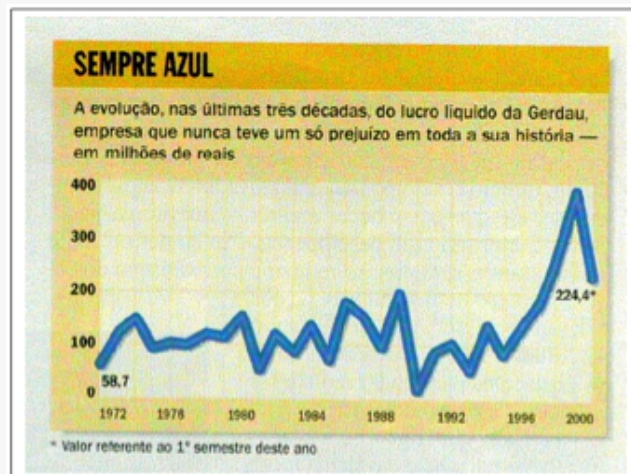 SEMPRE AZUL
A evolução, nas últimas três décadas, do lucro líquido da Gerdau,
empresa que nunca teve um só prejuízo em toda a sua história —
em milhões de reais
400
300
200
100
0
58,7
224,4*
1972 1976 1980 1984 1988 1992 1996 2000
* Valor referente ao 1º semestre deste ano